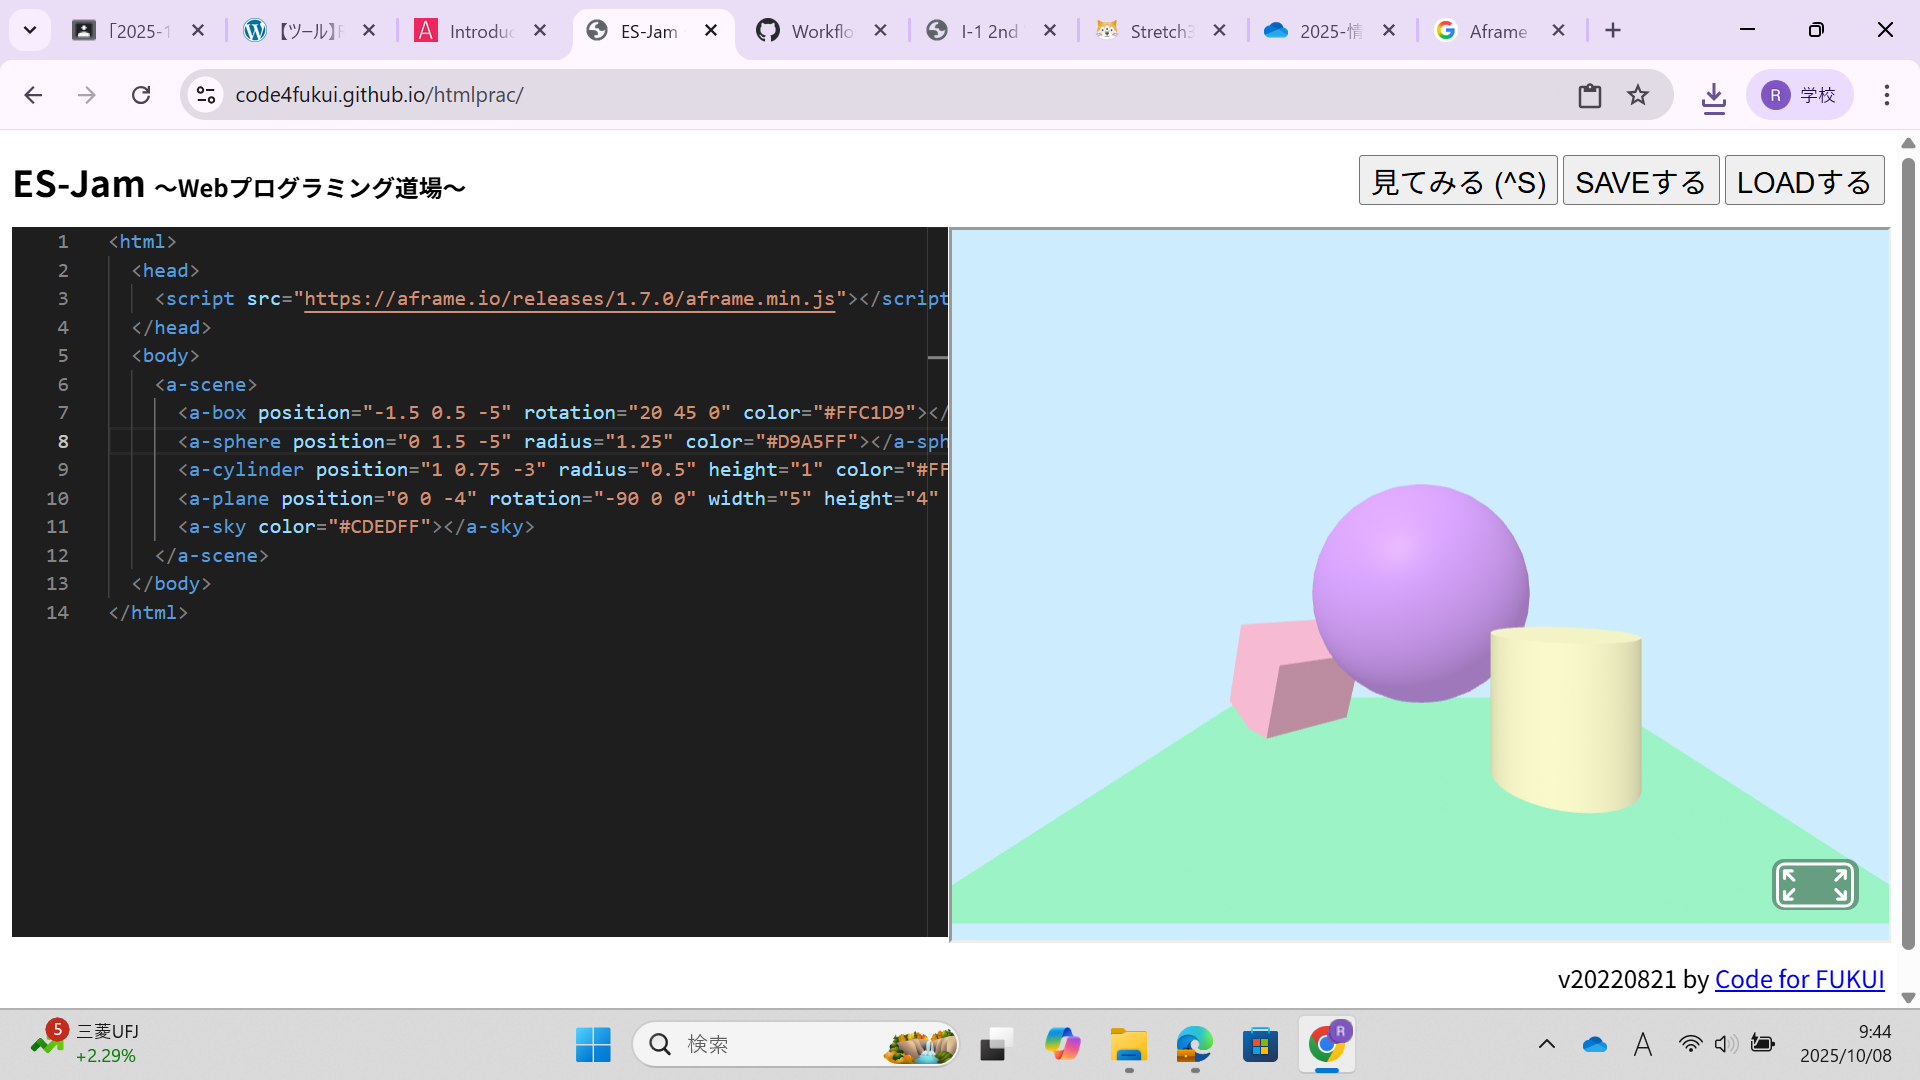 「2025-1
【ツール】F
Introduc
ES-Jam
Workflo
I-1 2nd
Stretch3
2025-情
Aframe
code4fukui.github.io/htmlprac/
R 学校
ES-Jam ～Webプログラミング道場～
見てみる (^S)
SAVEする
LOADする
1 <html>
2 <head>
3 <script src="https://aframe.io/releases/1.7.0/aframe.min.js"></script
4 </head>
5 <body>
6 <a-scene>
7 <a-box position="-1.5 0.5 -5" rotation="20 45 0" color="#FFC1D9"></
8 <a-sphere position="0 1.5 -5" radius="1.25" color="#D9A5FF"></a-sph
9 <a-cylinder position="1 0.75 -3" radius="0.5" height="1" color="#FF
10 <a-plane position="0 0 -4" rotation="-90 0 0" width="5" height="4"
11 <a-sky color="#CDEDFF"></a-sky>
12 </a-scene>
13 </body>
14 </html>
v20220821 by Code for FUKUI
5
三菱UFJ
+2.29%
検索
R
A
9:44
2025/10/08